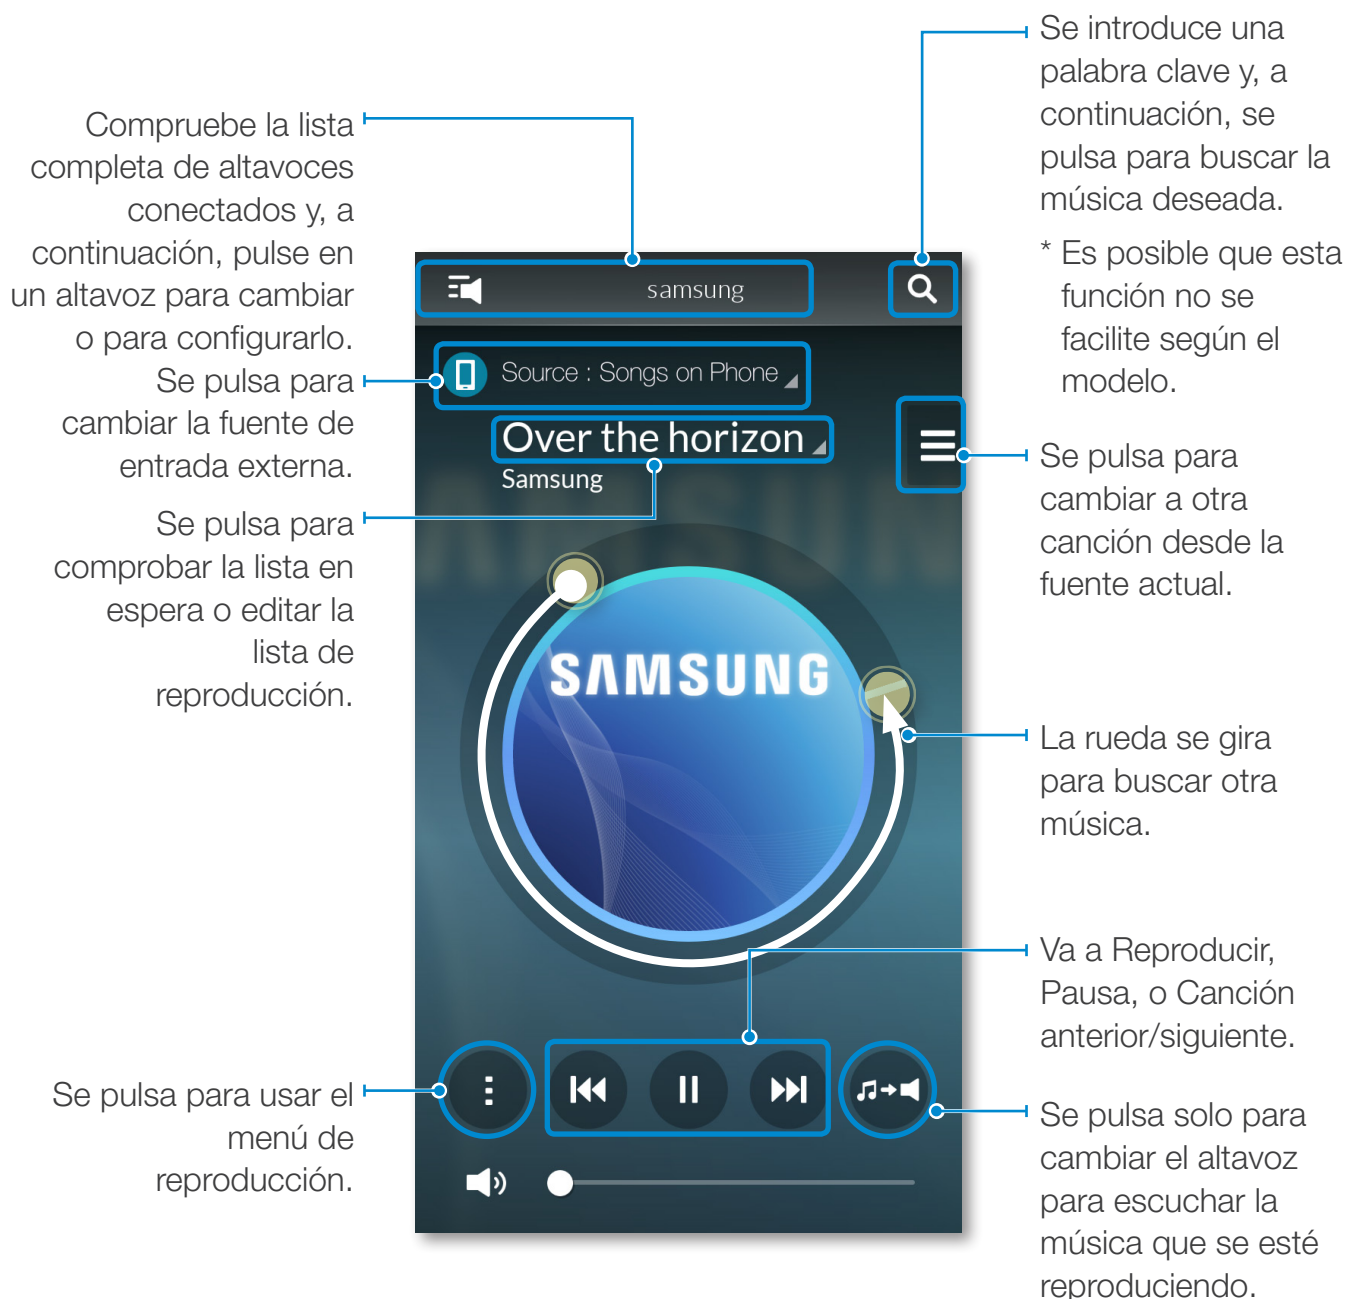 Compruebe la lista
completa de altavoces
conectados y, a
continuación, pulse en
un altavoz para cambiar
o para configurarlo.
Se pulsa para
cambiar la fuente de
entrada externa.
Se pulsa para
comprobar la lista en
espera o editar la
lista de
reproducción.
Se pulsa para usar el
menú de
reproducción.
samsung
Source : Songs on Phone
Over the horizon
Samsung
SAMSUNG
SAMSUNG
Se introduce una
palabra clave y, a
continuación, se
pulsa para buscar la
música deseada.
* Es posible que esta
función no se
facilite según el
modelo.
Se pulsa para
cambiar a otra
canción desde la
fuente actual.
La rueda se gira
para buscar otra
música.
Va a Reproducir,
Pausa, o Canción
anterior/siguiente.
Se pulsa solo para
cambiar el altavoz
para escuchar la
música que se esté
reproduciendo.